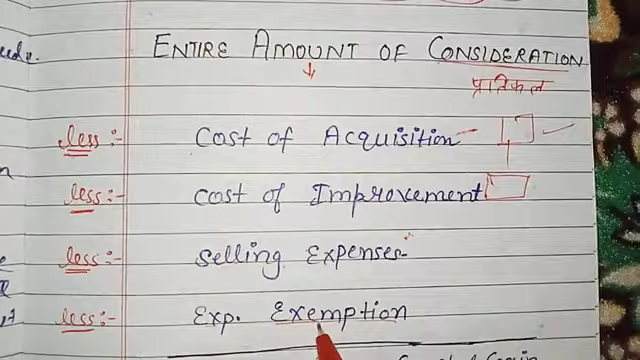 ENTIRE AMOUNT OF CONSIDERATION
प्रतिफल
less:- Cost of Acquisition
less:- Cost of Improvement
less:- Selling Expenses
less:- Exp. Exemption